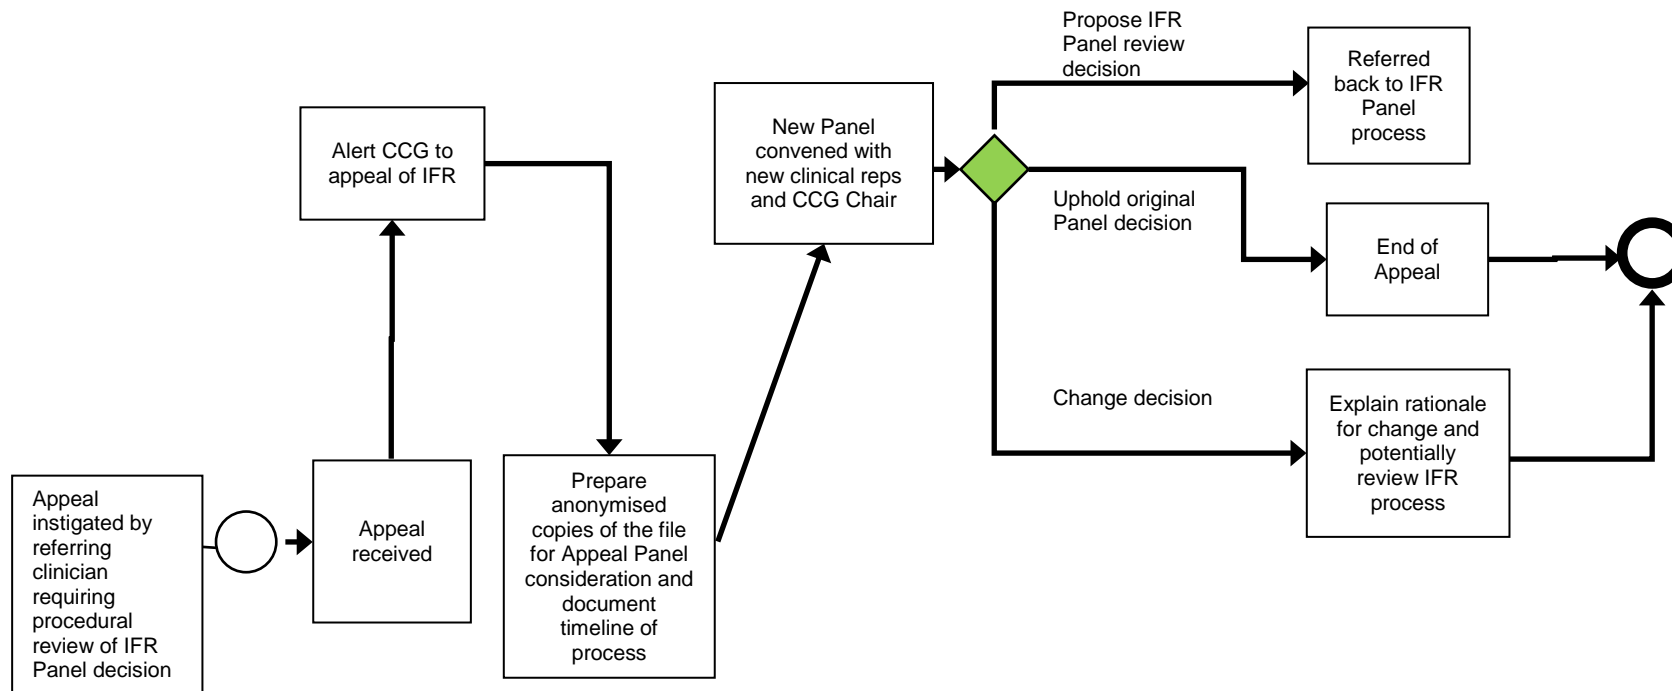 Appeal
instigated by
referring
clinician
requiring
procedural
review of IFR
Panel decision
Appeal
received
Alert CCG to
appeal of IFR
Prepare
anonymised
copies of the file
for Appeal Panel
consideration and
document
timeline of
process
New Panel
convened with
new clinical reps
and CCG Chair
Propose IFR
Panel review
decision
Referred
back to IFR
Panel
process
Uphold original
Panel decision
End of
Appeal
Change decision
Explain rationale
for change and
potentially
review IFR
process